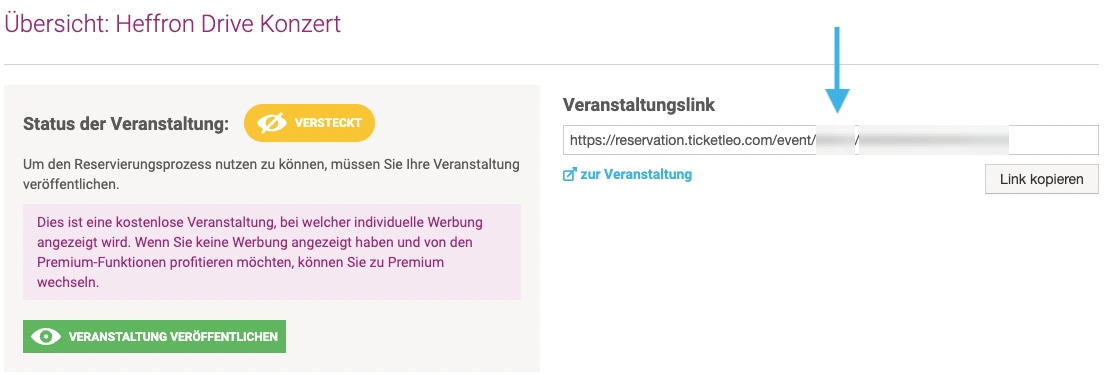 Übersicht: Heffron Drive Konzert
Status der Veranstaltung:
VERSTECKT
Um den Reservierungsprozess nutzen zu können, müssen Sie Ihre Veranstaltung
veröffentlichen.
Dies ist eine kostenlose Veranstaltung, bei welcher individuelle Werbung
angezeigt wird. Wenn Sie keine Werbung angezeigt haben und von den
Premium-Funktionen profitieren möchten, können Sie zu Premium
wechseln.
VERANSTALTUNG VERÖFFENTLICHEN
Veranstaltungslink
https://reservation.ticketleo.com/event/ /
zur Veranstaltung
Link kopieren